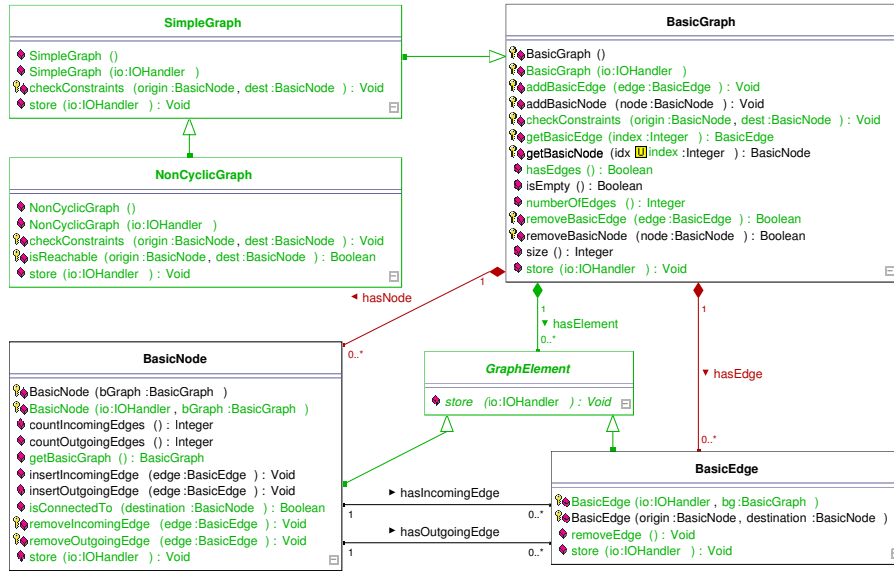 SimpleGraph
SimpleGraph ()
SimpleGraph (io:IOHandler )
checkConstraints (origin :BasicNode, dest:BasicNode ) : Void
store (io:IOHandler ) : Void
BasicGraph
BasicGraph ()
BasicGraph (io:IOHandler )
addBasicEdge (edge :BasicEdge ) : Void
addBasicNode (node :BasicNode ) : Void
checkConstraints (origin :BasicNode, dest:BasicNode ) : Void
getBasicEdge (index :Integer ) : BasicEdge
getBasicNode (idx U index :Integer ) : BasicNode
hasEdges () : Boolean
isEmpty () : Boolean
numberOfEdges () : Integer
removeBasicEdge (edge :BasicEdge ) : Boolean
removeBasicNode (node :BasicNode ) : Boolean
size () : Integer
store (io:IOHandler ) : Void
NonCyclicGraph
NonCyclicGraph ()
NonCyclicGraph (io:IOHandler )
checkConstraints (origin :BasicNode, dest:BasicNode ) : Void
isReachable (origin :BasicNode, dest:BasicNode ) : Boolean
store (io:IOHandler ) : Void
◄ hasNode
1
0..*
1
▼ hasElement
0..*
1
▼ hasEdge
0..*
BasicNode
BasicNode (bGraph :BasicGraph )
BasicNode (io:IOHandler , bGraph :BasicGraph )
countIncomingEdges () : Integer
countOutgoingEdges () : Integer
getBasicGraph () : BasicGraph
insertIncomingEdge (edge :BasicEdge ) : Void
insertOutgoingEdge (edge :BasicEdge ) : Void
isConnectedTo (destination :BasicNode ) : Boolean
removeIncomingEdge (edge :BasicEdge ) : Void
removeOutgoingEdge (edge :BasicEdge ) : Void
store (io:IOHandler ) : Void
GraphElement
store (io:IOHandler ) : Void
► hasIncomingEdge
1
0..*
► hasOutgoingEdge
1
0..*
BasicEdge
BasicEdge (io:IOHandler , bg:BasicGraph )
BasicEdge (origin :BasicNode, destination :BasicNode )
removeEdge () : Void
store (io:IOHandler ) : Void